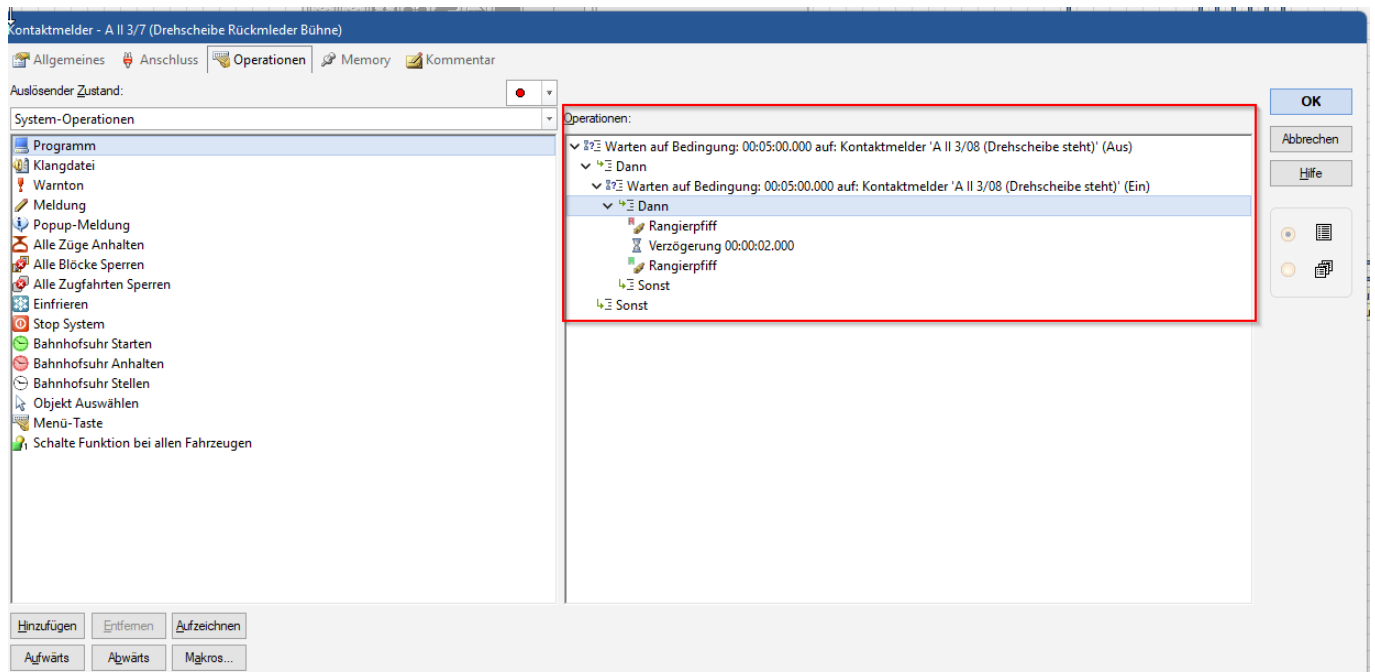 Kontaktmelder - A II 3/7 (Drehscheibe Rückmleder Bühne)
Allgemeines Anschluss Operationen Memory Kommentar
Auslösender Zustand:
System-Operationen
Programm
Klangdatei
Warnton
Meldung
Popup-Meldung
Alle Züge Anhalten
Alle Blöcke Sperren
Alle Zugfahrten Sperren
Einfrieren
Stop System
Bahnhofsuhr Starten
Bahnhofsuhr Anhalten
Bahnhofsuhr Stellen
Objekt Auswählen
Menü-Taste
Schalte Funktion bei allen Fahrzeugen
Hinzufügen Entfernen Aufzeichnen
Aufwärts Abwärts Makros...
Operationen:
Warten auf Bedingung: 00:05:00.000 auf: Kontaktmelder 'A II 3/08 (Drehscheibe steht)' (Aus)
Dann
Warten auf Bedingung: 00:05:00.000 auf: Kontaktmelder 'A II 3/08 (Drehscheibe steht)' (Ein)
Dann
Rangierpfiff
Verzögerung 00:00:02.000
Rangierpfiff
Sonst
Sonst
OK
Abbrechen
Hilfe